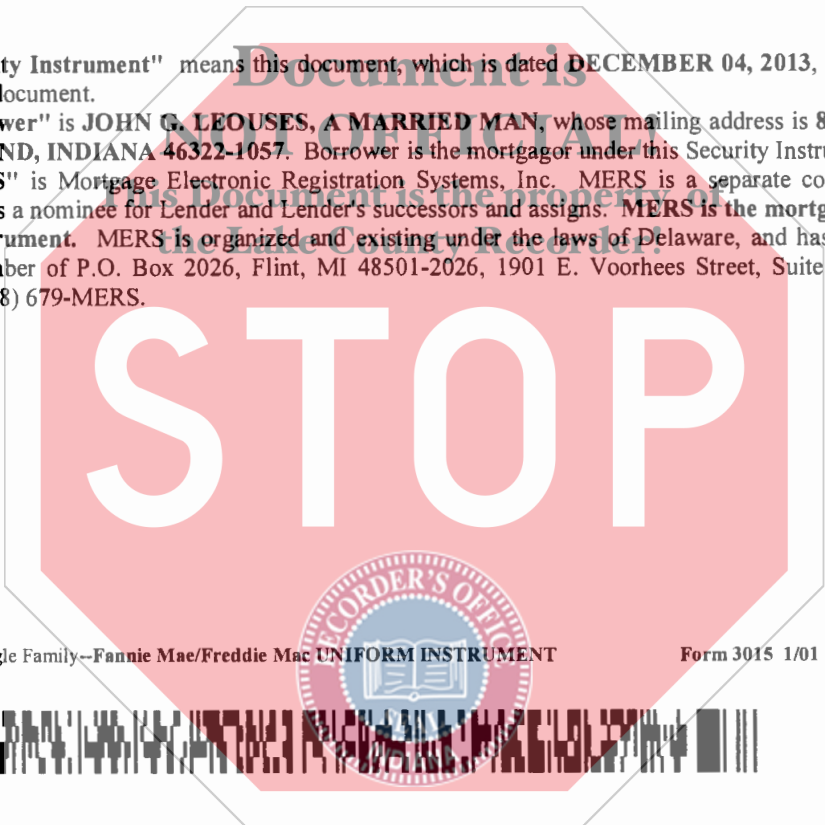 ty Instrument" means this document, which is dated DECEMBER 04, 2013,
ocument.
wer" is JOHN G. LEOUSES, A MARRIED MAN, whose mailing address is 8
ND, INDIANA 46322-1057. Borrower is the mortgagor under this Security Instru
S" is Mortgage Electronic Registration Systems, Inc. MERS is a separate co
s a nominee for Lender and Lender's successors and assigns. MERS is the mortg
rument. MERS is organized and existing under the laws of Delaware, and has
ber of P.O. Box 2026, Flint, MI 48501-2026, 1901 E. Voorhees Street, Suite
8) 679-MERS.
Document is
NOT OFFICIAL!
This Document is the property of
the Lake County Recorder!
STOP
RECORDER'S OFFICE
INDIANA
gle Family--Fannie Mae/Freddie Mac UNIFORM INSTRUMENT Form 3015 1/01